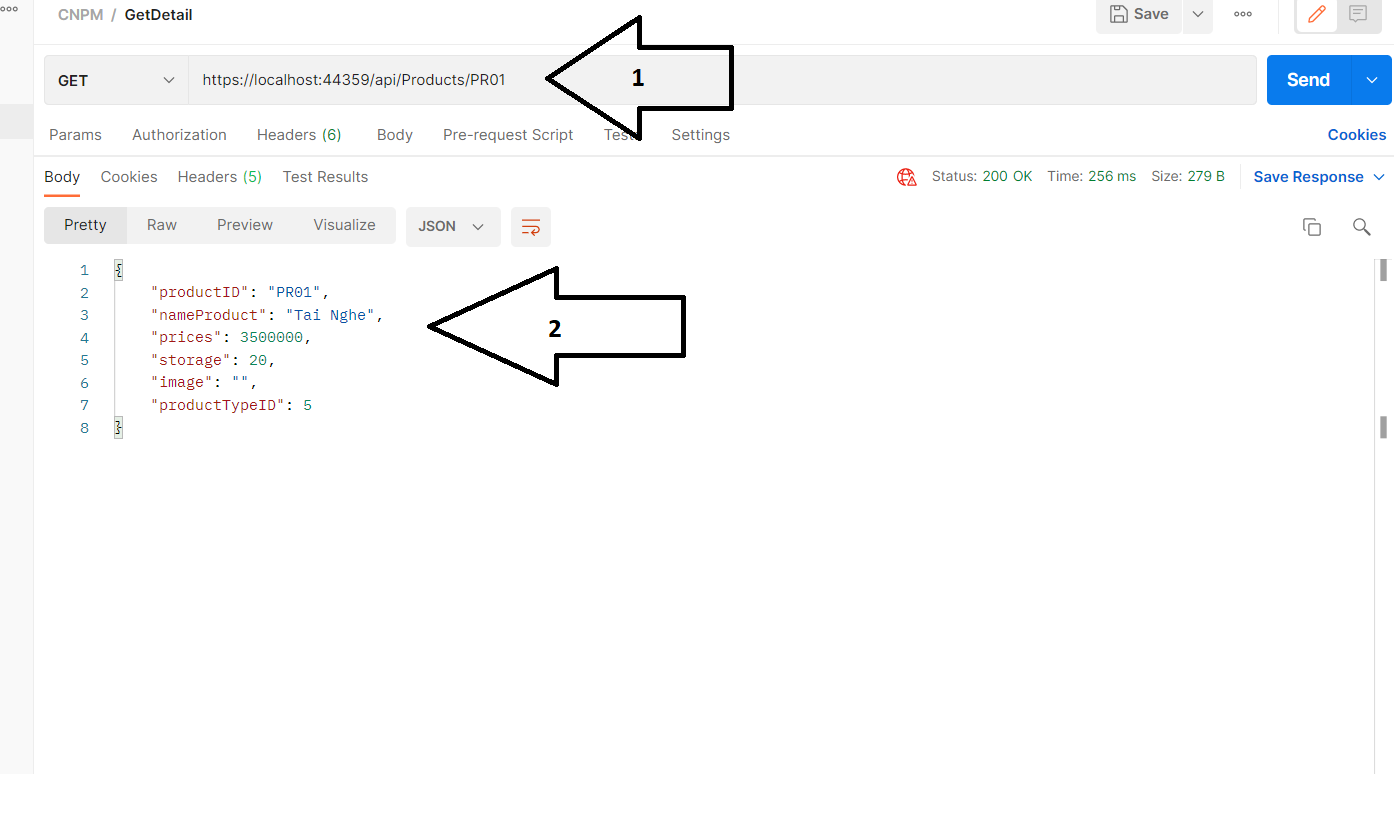 CNPM / GetDetail
Save
GET
https://localhost:44359/api/Products/PR01
1
Send
Params Authorization Headers (6) Body Pre-request Script Settings Cookies
Body Cookies Headers (5) Test Results Status: 200 OK Time: 256 ms Size: 279 B Save Response
Pretty Raw Preview Visualize JSON
1 {
2 "productID": "PR01",
3 "nameProduct": "Tai Nghe",
4 "prices": 3500000,
5 "storage": 20,
6 "image": "",
7 "productTypeID": 5
8 }
2